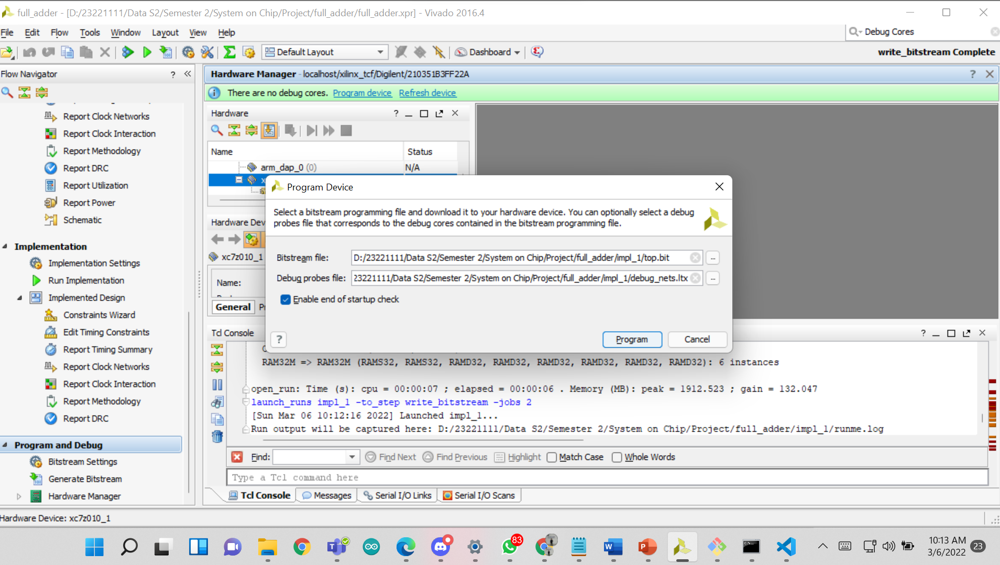 full_adder - [D:/23221111/Data S2/Semester 2/System on Chip/Project/full_adder/full_adder.xpr] - Vivado 2016.4
File Edit Flow Tools Window Layout View Help
Debug Cores
Default Layout
Dashboard
write_bitstream Complete
Flow Navigator
Report Clock Networks
Report Clock Interaction
Report Methodology
Report DRC
Report Utilization
Report Power
Schematic
Implementation
Implementation Settings
Run Implementation
Implemented Design
Constraints Wizard
Edit Timing Constraints
Report Timing Summary
Report Clock Networks
Report Clock Interaction
Report Methodology
Report DRC
Program and Debug
Bitstream Settings
Generate Bitstream
Hardware Manager
Hardware Manager - localhost/xilinx_tcf/Digilent/210351B3FF22A
There are no debug cores. Program device Refresh device
Hardware
Name Status
arm_dap_0 (0) N/A
Hardware Dev
xc7z010_1
Name:
General
Program Device
Select a bitstream programming file and download it to your hardware device. You can optionally select a debug
probes file that corresponds to the debug cores contained in the bitstream programming file.
Bitstream file: D:/23221111/Data S2/Semester 2/System on Chip/Project/full_adder/impl_1/top.bit ...
Debug probes file: 23221111/Data S2/Semester 2/System on Chip/Project/full_adder/impl_1/debug_nets.ltx ...
Enable end of startup check
? Program Cancel
Tcl Console
RAM32M => RAM32M (RAMS32, RAMS32, RAMD32, RAMD32, RAMD32, RAMD32, RAMD32, RAMD32): 6 instances
open_run: Time (s): cpu = 00:00:07 ; elapsed = 00:00:06 . Memory (MB): peak = 1912.523 ; gain = 132.047
launch_runs impl_1 -to_step write_bitstream -jobs 2
[Sun Mar 06 10:12:16 2022] Launched impl_1...
Run output will be captured here: D:/23221111/Data S2/Semester 2/System on Chip/Project/full_adder/impl_1/runme.log
Find: Find Next Find Previous Highlight Match Case Whole Words
Type a Tcl command here
Tcl Console Messages Serial I/O Links Serial I/O Scans
Hardware Device: xc7z010_1
83
10:13 AM
3/6/2022
23